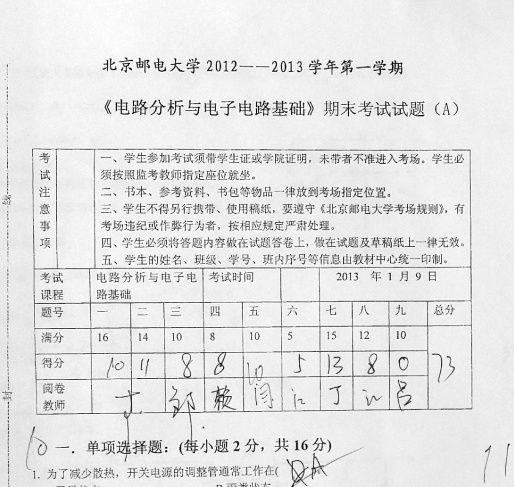 北京邮电大学2012——2013学年第一学期
《电路分析与电子电路基础》期末考试试题（A）
考试注意事项
一、学生参加考试须带学生证或学院证明，未带者不准进入考场。学生必
须按照监考教师指定座位就坐。
二、书本、参考资料、书包等物品一律放到考场指定位置。
三、学生不得另行携带、使用稿纸，要遵守《北京邮电大学考场规则》，有
考场违纪或作弊行为者，按相应规定严肃处理。
四、学生必须将答题内容做在试题答卷上，做在试题及草稿纸上一律无效。
五、学生的姓名、班级、学号、班内序号等信息由教材中心统一印制。
考试课程 电路分析与电子电路基础 考试时间 2013 年 1 月 9 日
题号 一 二 三 四 五 六 七 八 九 总分
满分 16 14 10 8 10 5 15 12 10
得分 10 11 8 8 10 5 13 8 0 73
阅卷教师
线
封
10 一．单项选择题：(每小题 2 分，共 16 分)
1. 为了减少散热，开关电源的调整管通常工作在( A
11